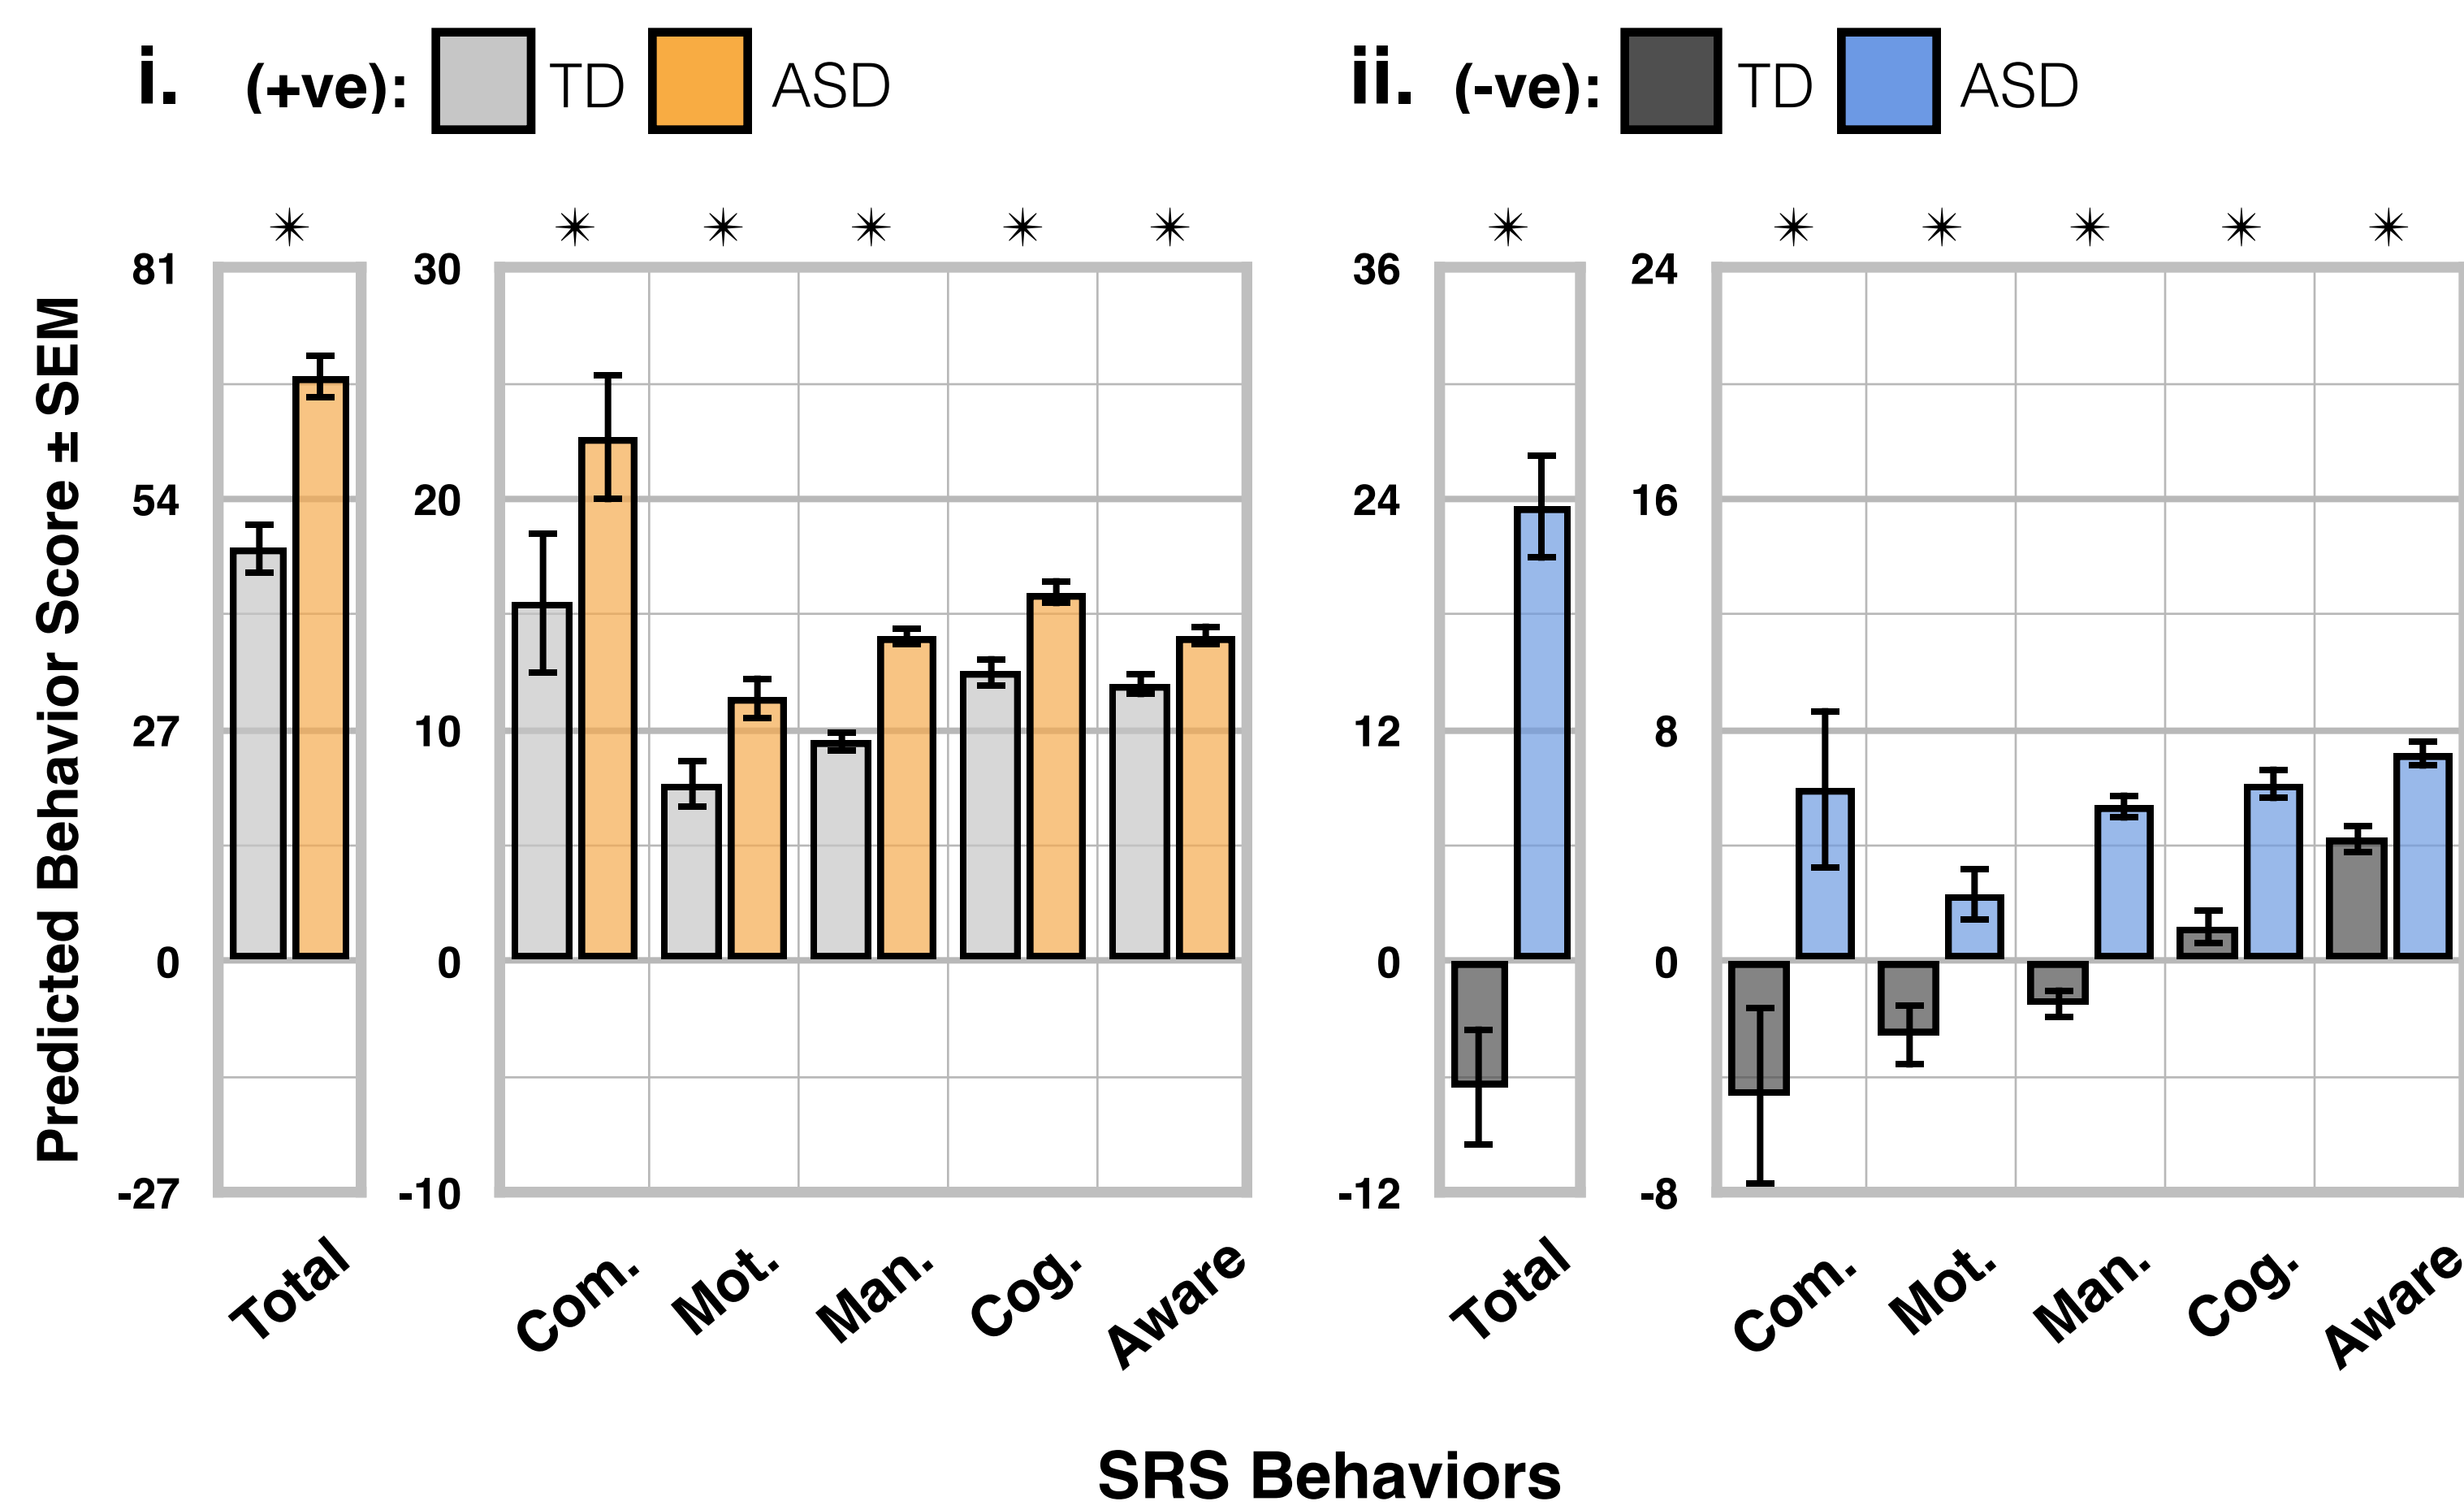 i. (+ve): TD ASD
ii. (-ve): TD ASD
✴ ✴ ✴ ✴ ✴ ✴
✴ ✴ ✴ ✴ ✴ ✴
Predicted Behavior Score ± SEM
81
54
27
0
-27
30
20
10
0
-10
36
24
12
0
-12
24
16
8
0
-8
Total
Com. Mot. Man. Cog. Aware
Total
Com. Mot. Man. Cog. Aware
SRS Behaviors